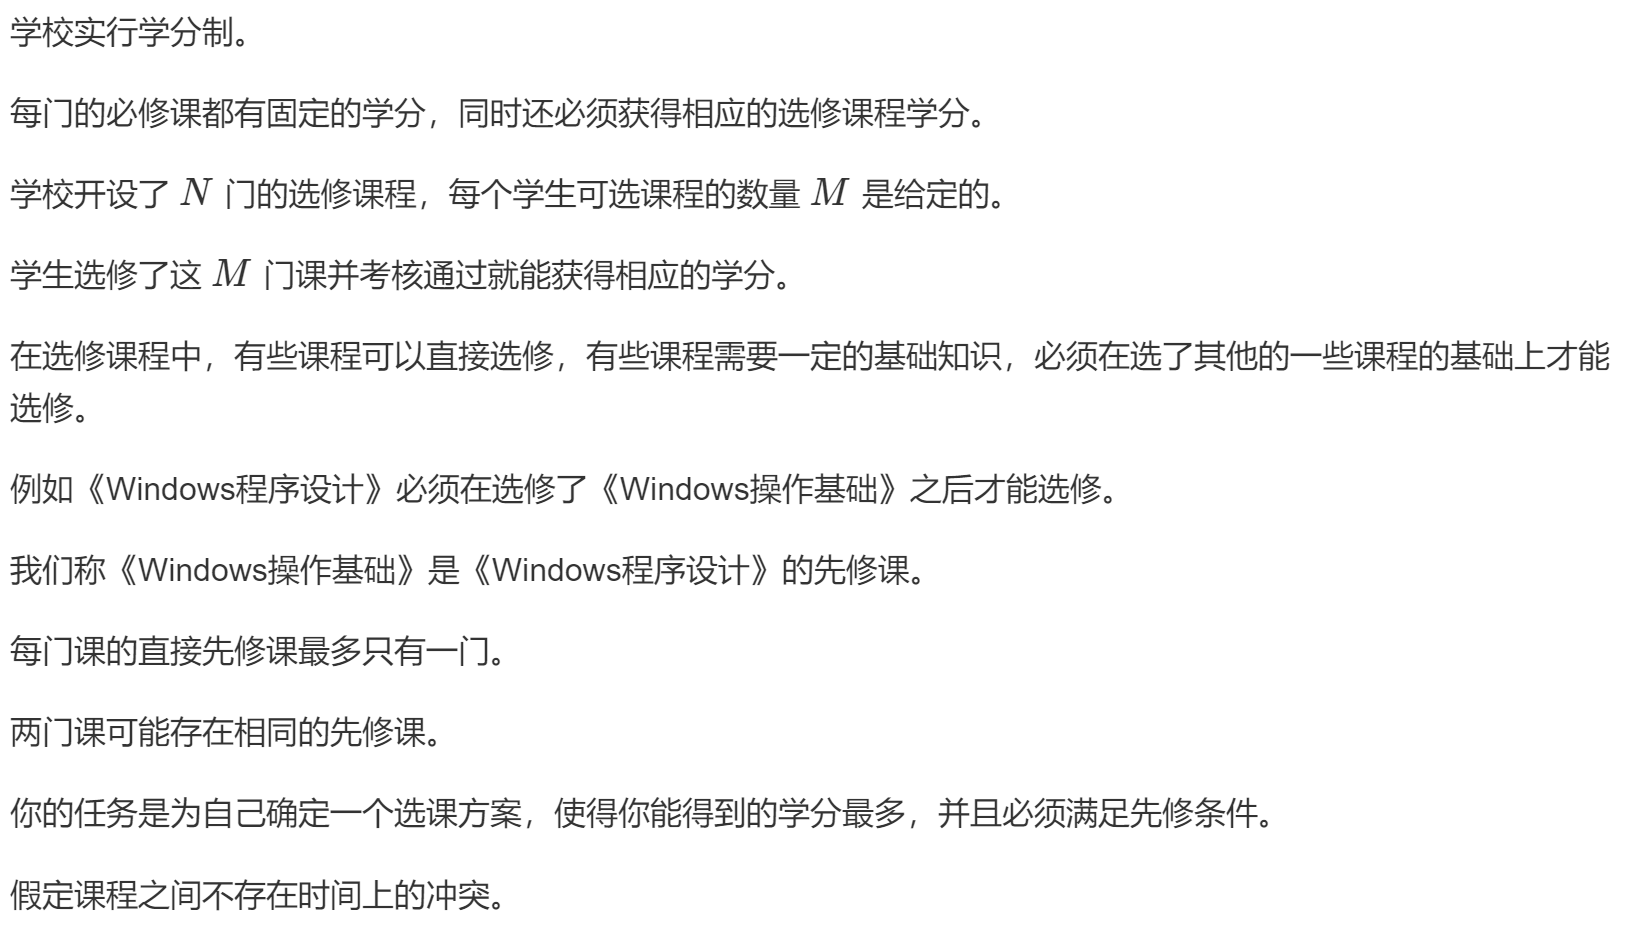 学校实行学分制。
每门的必修课都有固定的学分，同时还必须获得相应的选修课程学分。
学校开设了 N 门的选修课程，每个学生可选课程的数量 M 是给定的。
学生选修了这 M 门课并考核通过就能获得相应的学分。
在选修课程中，有些课程可以直接选修，有些课程需要一定的基础知识，必须在选了其他的一些课程的基础上才能
选修。
例如《Windows程序设计》必须在选修了《Windows操作基础》之后才能选修。
我们称《Windows操作基础》是《Windows程序设计》的先修课。
每门课的直接先修课最多只有一门。
两门课可能存在相同的先修课。
你的任务是为自己确定一个选课方案，使得你能得到的学分最多，并且必须满足先修条件。
假定课程之间不存在时间上的冲突。